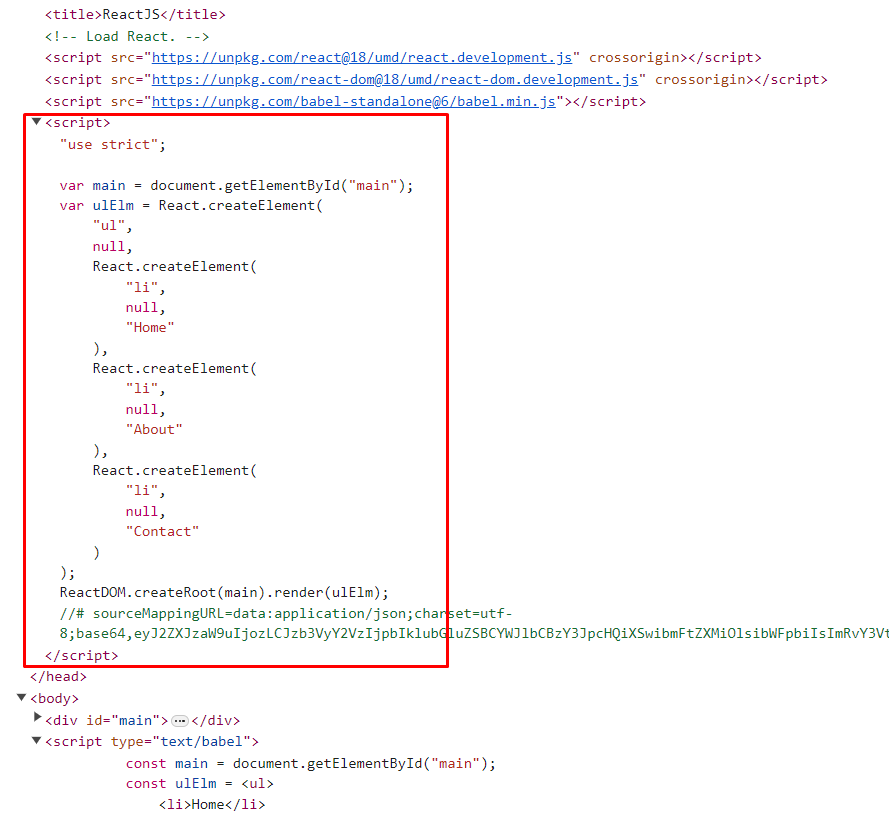 <title>ReactJS</title>
<!-- Load React. -->
<script src="https://unpkg.com/react@18/umd/react.development.js" crossorigin></script>
<script src="https://unpkg.com/react-dom@18/umd/react-dom.development.js" crossorigin></script>
<script src="https://unpkg.com/babel-standalone@6/babel.min.js"></script>
<script>
"use strict";
var main = document.getElementById("main");
var ulElm = React.createElement(
"ul",
null,
React.createElement(
"li",
null,
"Home"
),
React.createElement(
"li",
null,
"About"
),
React.createElement(
"li",
null,
"Contact"
)
);
ReactDOM.createRoot(main).render(ulElm);
//# sourceMappingURL=data:application/json;charset=utf-
8;base64,eyJ2ZXJzaW9uIjozLCJzb3VyY2VzIjpbIklubGluZSBCYWJlbCBzY3JpcHQiXSwibmFtZXMiOlsibWFpbiIsImRvY3Vt
</script>
</head>
<body>
<div id="main">…</div>
<script type="text/babel">
const main = document.getElementById("main");
const ulElm = <ul>
<li>Home</li>